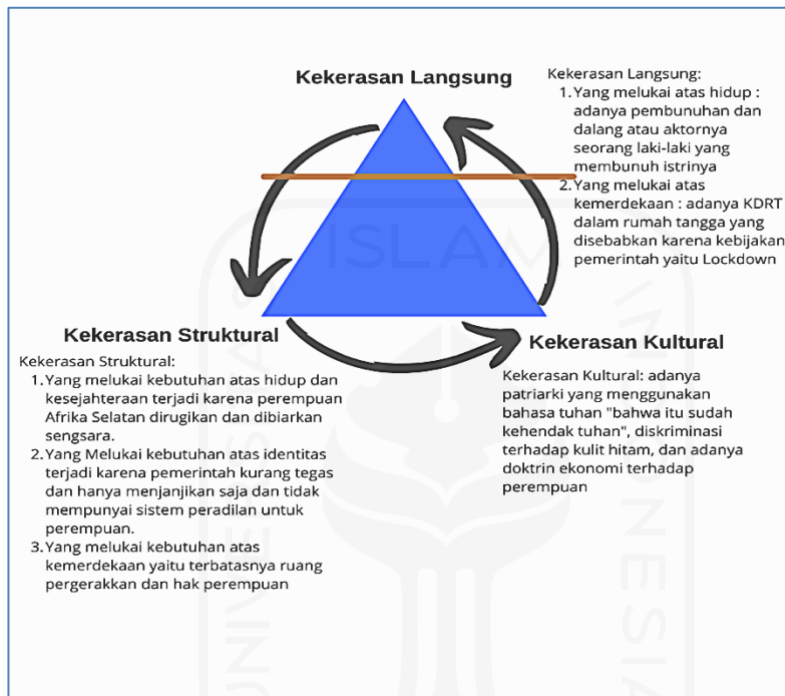 Kekerasan Langsung
Kekerasan Langsung:
1. Yang melukai atas hidup :
adanya pembunuhan dan
dalang atau aktornya
seorang laki-laki yang
membunuh istrinya
2. Yang melukai atas
kemerdekaan : adanya KDRT
dalam rumah tangga yang
disebabkan karena kebijakan
pemerintah yaitu Lockdown
Kekerasan Struktural
Kekerasan Struktural:
1. Yang melukai kebutuhan atas hidup dan
kesejahteraan terjadi karena perempuan
Afrika Selatan dirugikan dan dibiarkan
sengsara.
2. Yang Melukai kebutuhan atas identitas
terjadi karena pemerintah kurang tegas
dan hanya menjanjikan saja dan tidak
mempunyai sistem peradilan untuk
perempuan.
3. Yang melukai kebutuhan atas
kemerdekaan yaitu terbatasnya ruang
pergerakkan dan hak perempuan
Kekerasan Kultural
Kekerasan Kultural: adanya
patriarki yang menggunakan
bahasa tuhan "bahwa itu sudah
kehendak tuhan", diskriminasi
terhadap kulit hitam, dan adanya
doktrin ekonomi terhadap
perempuan
UNIVERSITAS
ISLAM
INDONESIA